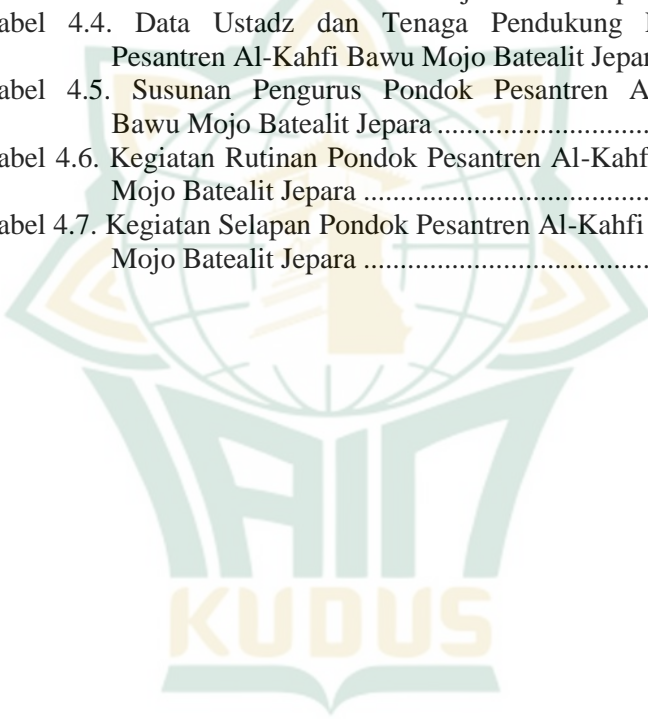 abel 4.4. Data Ustadz dan Tenaga Pendukung
Pesantren Al-Kahfi Bawu Mojo Batealit Jepar
abel 4.5. Susunan Pengurus Pondok Pesantren A
Bawu Mojo Batealit Jepara ................................
abel 4.6. Kegiatan Rutinan Pondok Pesantren Al-Kahf
Mojo Batealit Jepara ..........................................
abel 4.7. Kegiatan Selapan Pondok Pesantren Al-Kahfi
Mojo Batealit Jepara ..........................................
IAIN
KUDUS